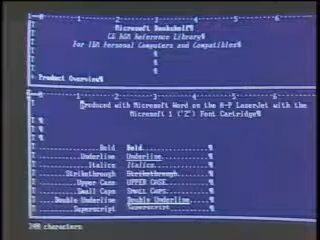 Microsoft Bookshelf¶
CD ROM Reference Library¶
For IBM Personal Computers and Compatibles¶
¶
¶
¶
Product Overview¶
Produced with Microsoft Word on the H-P LaserJet with the
Microsoft 1 ("Z") Font Cartridge¶
T ¶
T ¶
T ¶
T ..........Bold Bold..........¶
T ..........Underline Underline..........¶
T ..........Italics Italics..........¶
T ..........Strikethrough Strikethrough..........¶
T ..........Upper Case UPPER CASE..........¶
T ..........Small Caps SMALL CAPS..........¶
T ..........Double Underline Double Underline..........¶
T ..........Superscript Superscript..........¶
characters